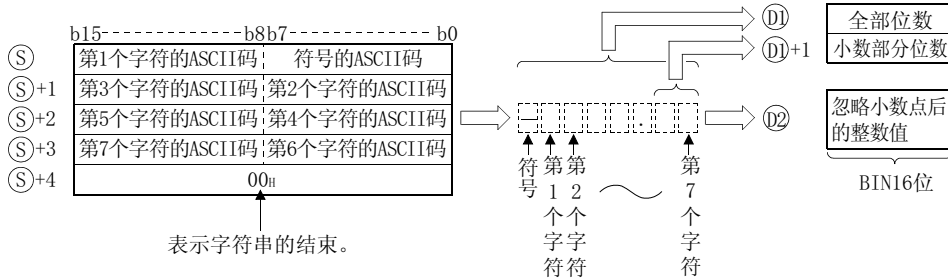 b15 b8 b7 b0
Ⓢ 第1个字符的ASCII码 符号的ASCII码
Ⓢ+1 第3个字符的ASCII码 第2个字符的ASCII码
Ⓢ+2 第5个字符的ASCII码 第4个字符的ASCII码
Ⓢ+3 第7个字符的ASCII码 第6个字符的ASCII码
Ⓢ+4 00H
表示字符串的结束。
— .
符号
第1个字符
第2个字符
第7个字符
D1 全部位数
D1+1 小数部分位数
D2 忽略小数点后
的整数值
BIN16位